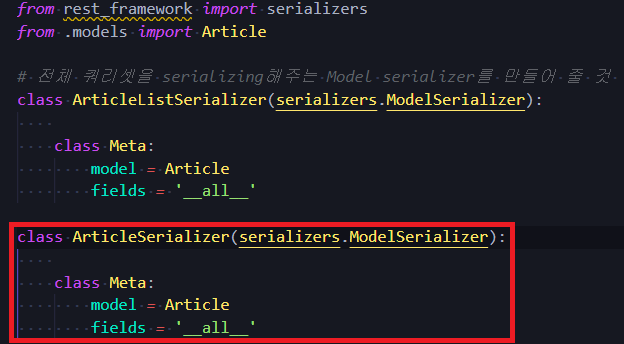 from rest_framework import serializers
from .models import Article
# 전체 쿼리셋을 serializing해주는 Model serializer를 만들어 줄 것
class ArticleListSerializer(serializers.ModelSerializer):
class Meta:
model = Article
fields = '__all__'
class ArticleSerializer(serializers.ModelSerializer):
class Meta:
model = Article
fields = '__all__'